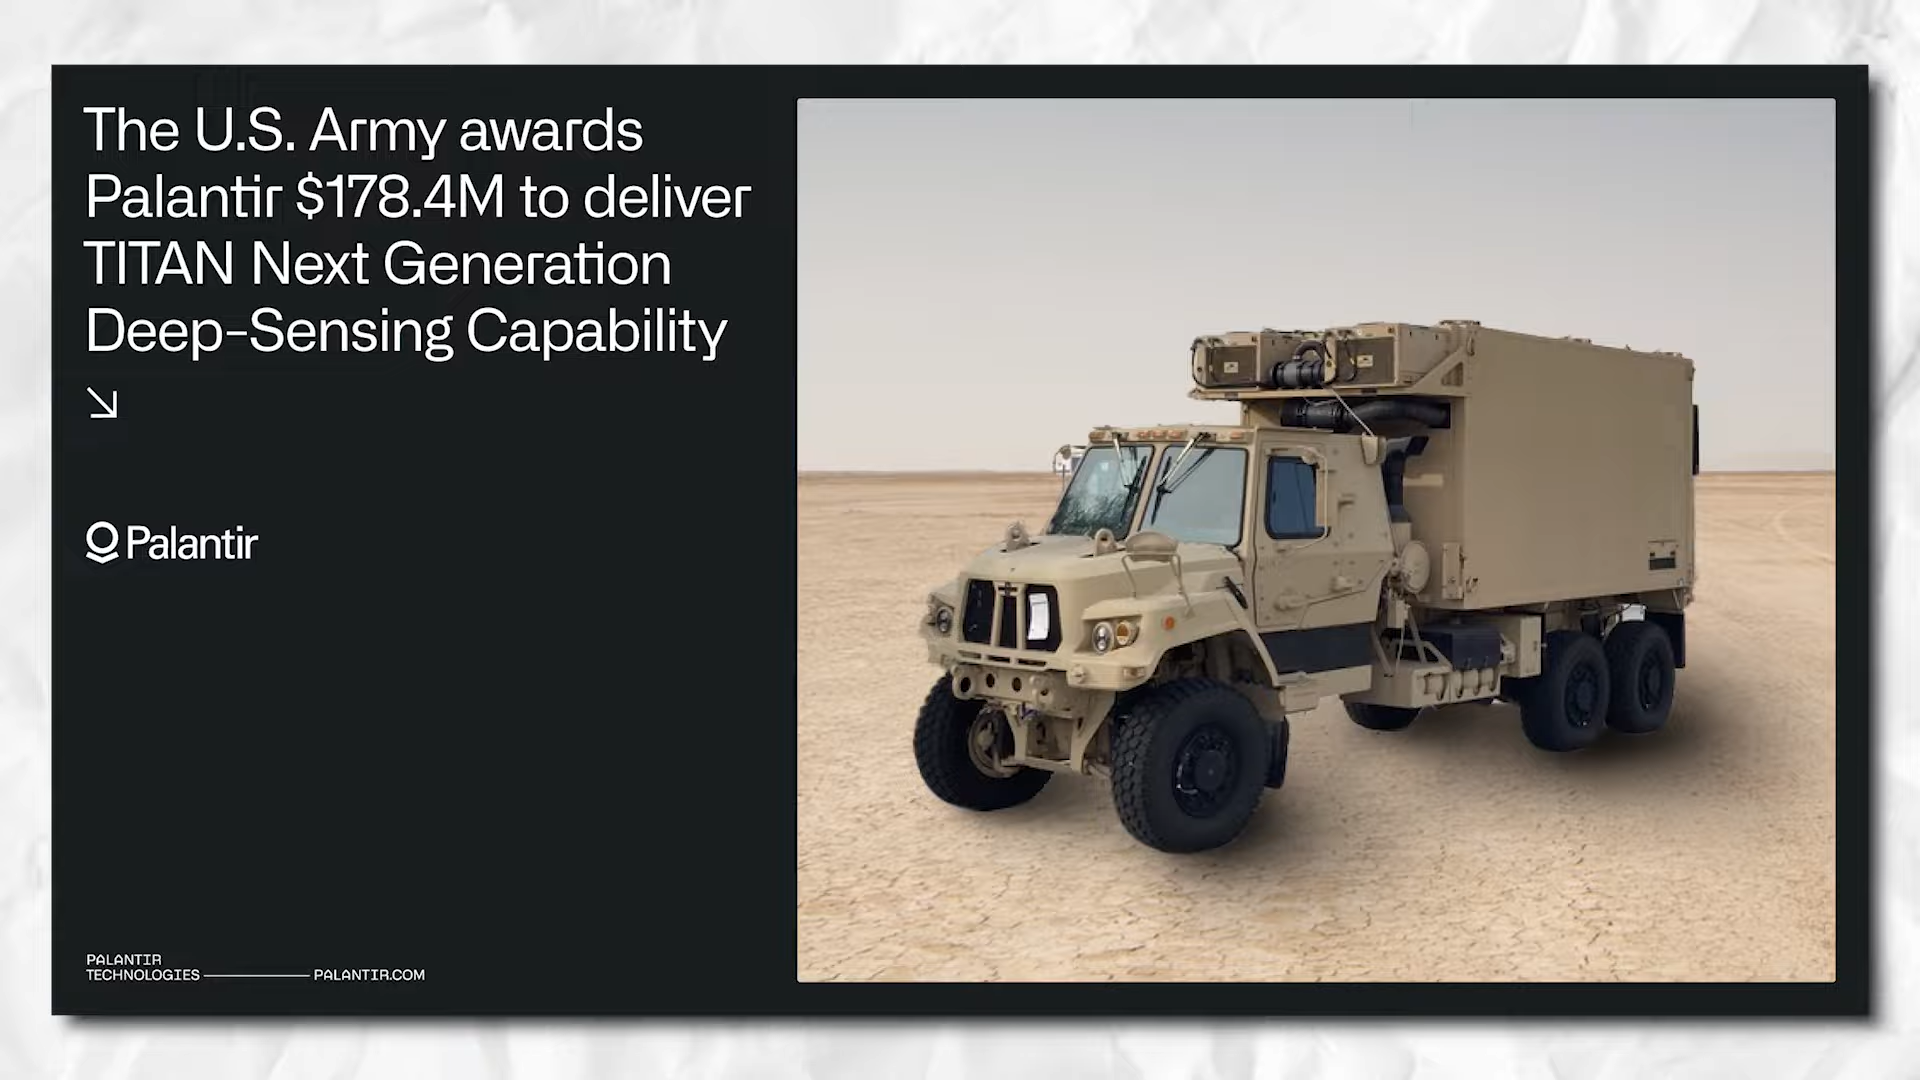 The U.S. Army awards
Palantir $178.4M to deliver
TITAN Next Generation
Deep-Sensing Capability
Palantir
PALANTIR
TECHNOLOGIES
PALANTIR.COM